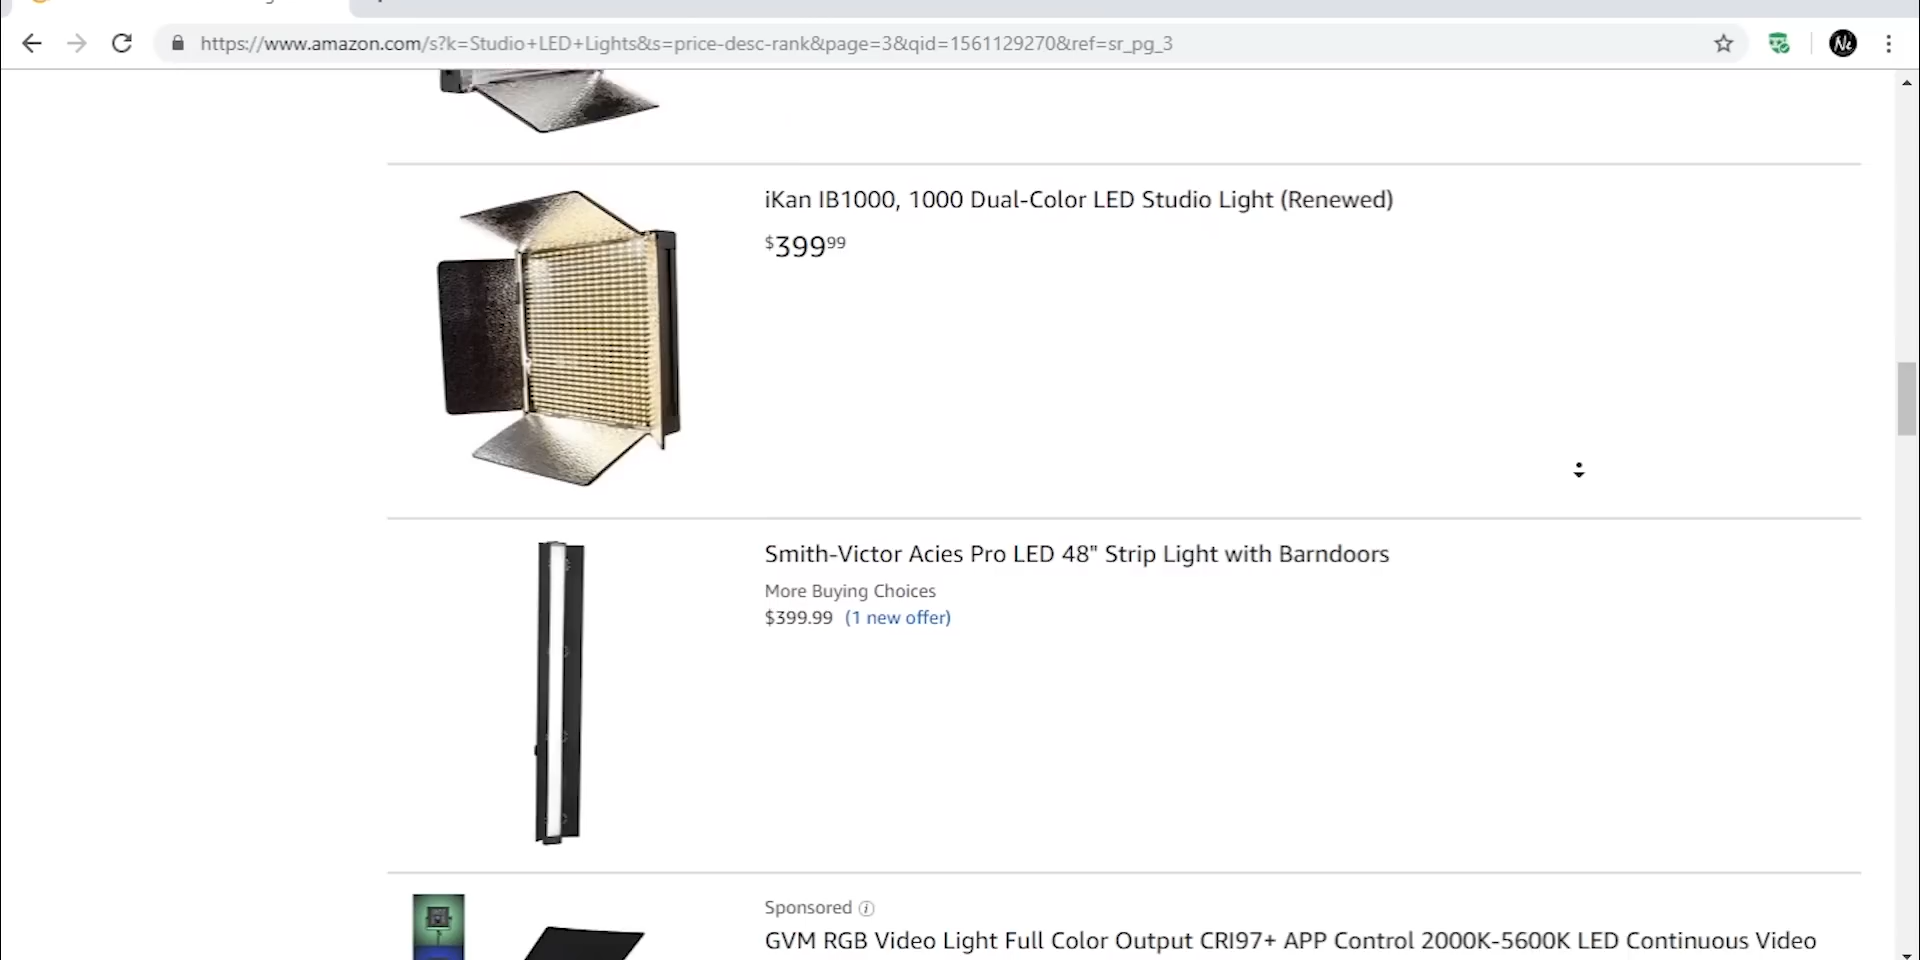 https://www.amazon.com/s?k=Studio+LED+Lights&s=price-desc-rank&page=3&qid=1561129270&ref=sr_pg_3
Ne
iKan IB1000, 1000 Dual-Color LED Studio Light (Renewed)
$39999
Smith-Victor Acies Pro LED 48" Strip Light with Barndoors
More Buying Choices
$399.99 (1 new offer)
Sponsored
GVM RGB Video Light Full Color Output CRI97+ APP Control 2000K-5600K LED Continuous Video